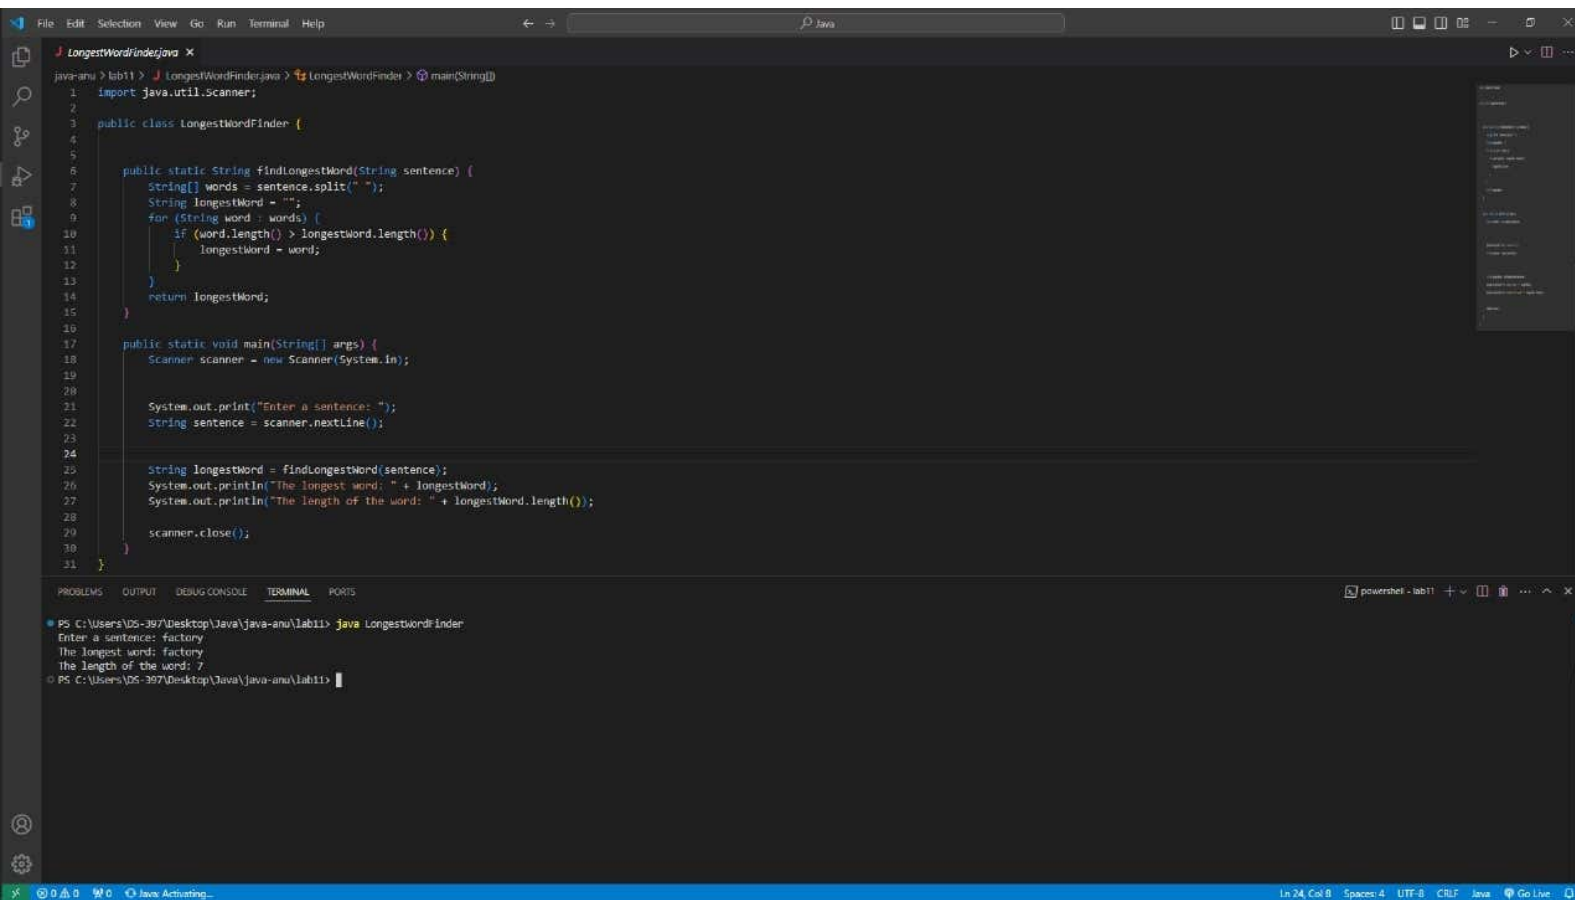 File Edit Selection View Go Run Terminal Help
Java
LongestWordFinder.java
java-anu > lab11 > J LongestWordFinder.java > LongestWordFinder > main(String[])
1 import java.util.Scanner;
2
3 public class LongestWordFinder {
4
5
6 public static String findLongestWord(String sentence) {
7 String[] words = sentence.split(" ");
8 String longestWord = "";
9 for (String word : words) {
10 if (word.length() > longestWord.length()) {
11 longestWord = word;
12 }
13 }
14 return longestWord;
15 }
16
17 public static void main(String[] args) {
18 Scanner scanner = new Scanner(System.in);
19
20
21 System.out.print("Enter a sentence: ");
22 String sentence = scanner.nextLine();
23
24
25 String longestWord = findLongestWord(sentence);
26 System.out.println("The longest word: " + longestWord);
27 System.out.println("The length of the word: " + longestWord.length());
28
29 scanner.close();
30 }
31 }
PROBLEMS OUTPUT DEBUG CONSOLE TERMINAL PORTS
powershell - lab11
PS C:\Users\DS-397\Desktop\Java\java-anu\lab11> java LongestWordFinder
Enter a sentence: factory
The longest word: factory
The length of the word: 7
PS C:\Users\DS-397\Desktop\Java\java-anu\lab11>
0 0 0 Java: Activating...
Ln 24, Col 8 Spaces: 4 UTF-8 CRLF Java Go Live